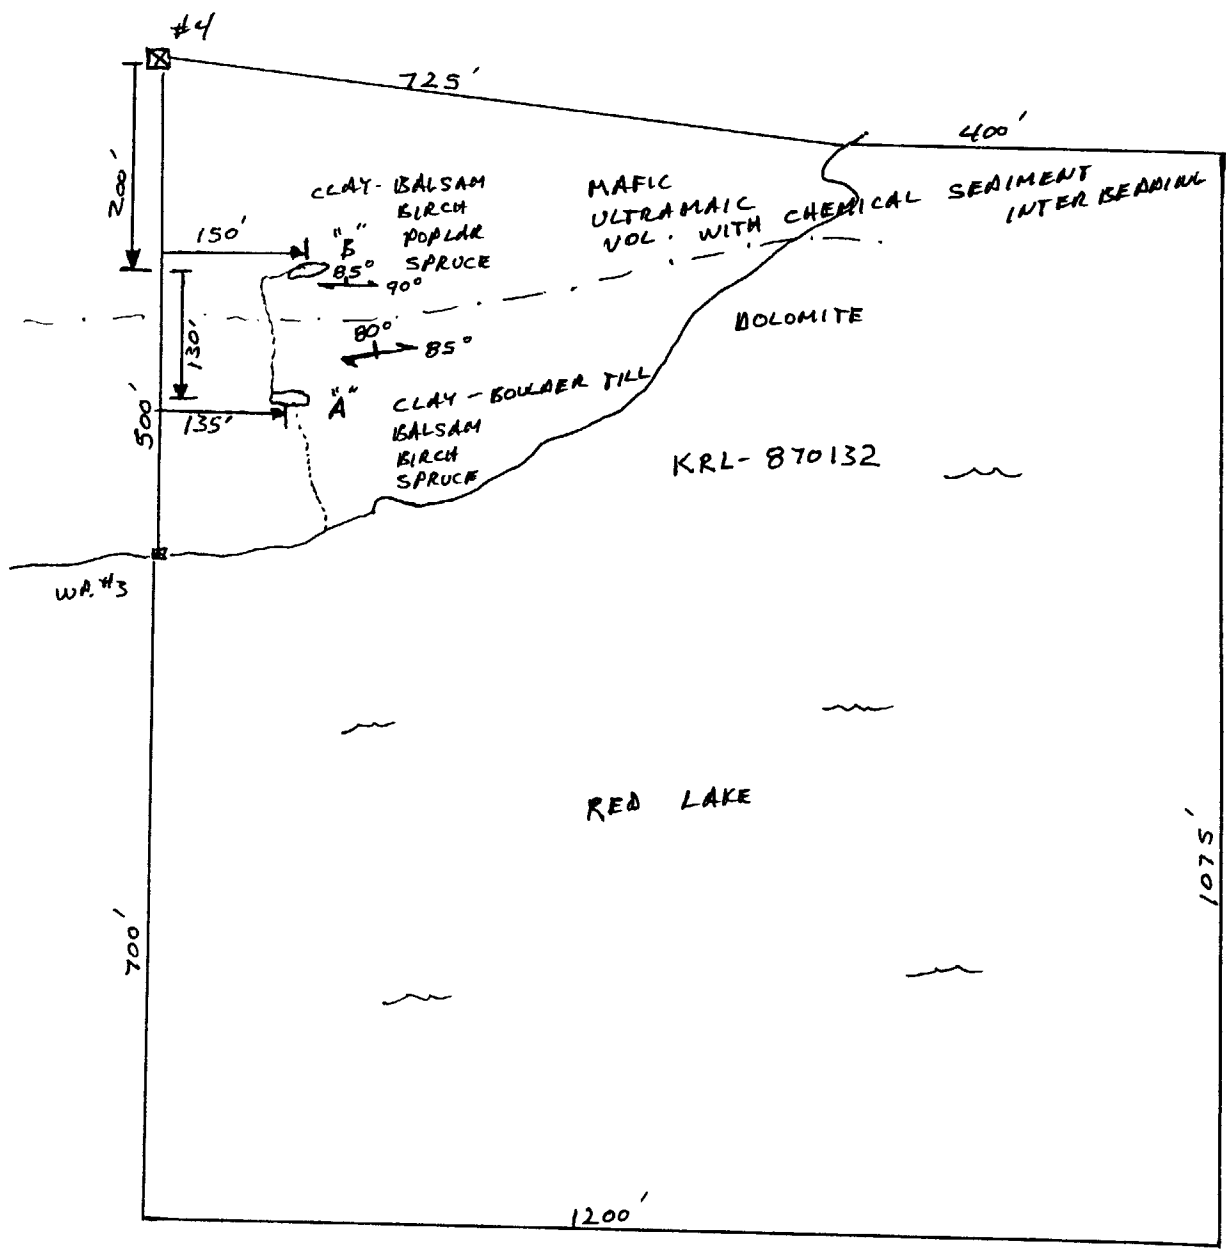 #4
725'
400'
200'
CLAY - BALSAM
BIRCH
POPLAR
SPRUCE
MAFIC
ULTRAMAIC
VOL. WITH CHEMICAL SEDIMENT
INTERBEDDING
150'
"B"
85°
90°
130'
80°
85°
DOLOMITE
500'
135'
"A"
CLAY - BOULDER TILL
BALSAM
BIRCH
SPRUCE
KRL-870132
WP.#3
RED LAKE
700'
1075'
1200'